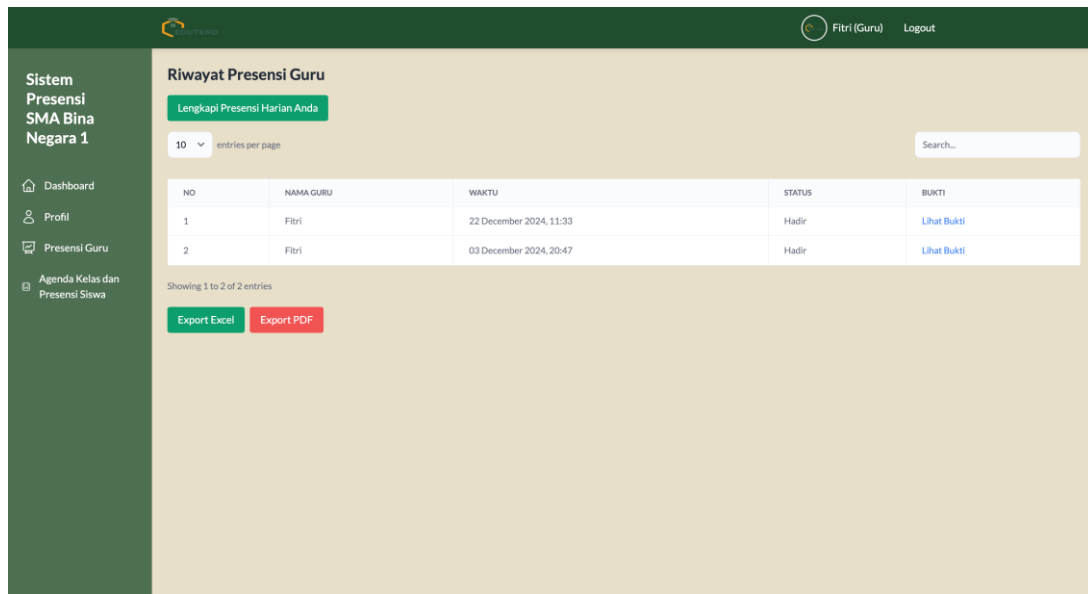 EDUTEND
Fitri (Guru) Logout
Sistem
Presensi
SMA Bina
Negara 1
Dashboard
Profil
Presensi Guru
Agenda Kelas dan
Presensi Siswa
Riwayat Presensi Guru
Lengkapi Presensi Harian Anda
10 entries per page
Search...
NO NAMA GURU WAKTU STATUS BUKTI
1 Fitri 22 December 2024, 11:33 Hadir Lihat Bukti
2 Fitri 03 December 2024, 20:47 Hadir Lihat Bukti
Showing 1 to 2 of 2 entries
Export Excel Export PDF